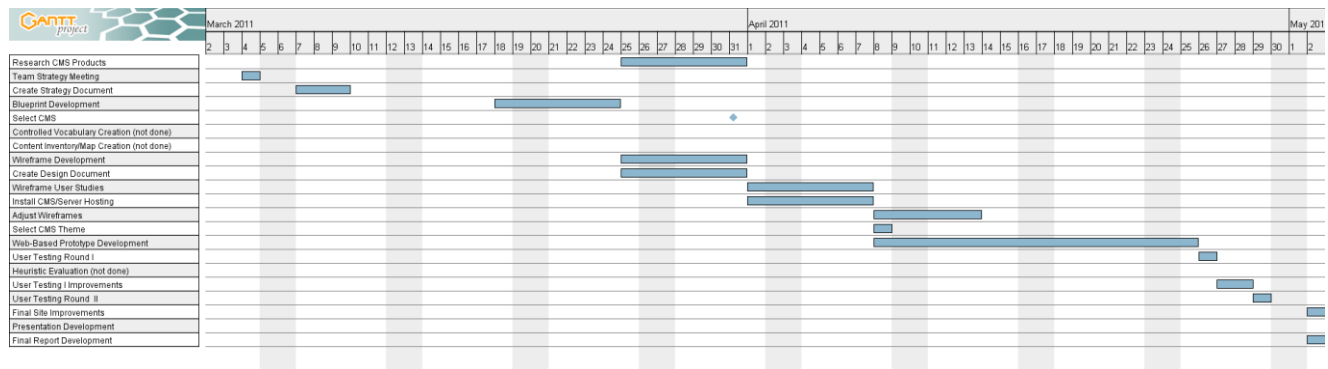 GANTT
project
March 2011 April 2011 May 201
2 3 4 5 6 7 8 9 10 11 12 13 14 15 16 17 18 19 20 21 22 23 24 25 26 27 28 29 30 31 1 2 3 4 5 6 7 8 9 10 11 12 13 14 15 16 17 18 19 20 21 22 23 24 25 26 27 28 29 30 1 2
Research CMS Products
Team Strategy Meeting
Create Strategy Document
Blueprint Development
Select CMS
Controlled Vocabulary Creation (not done)
Content Inventory/Map Creation (not done)
Wireframe Development
Create Design Document
Wireframe User Studies
Install CMS/Server Hosting
Adjust Wireframes
Select CMS Theme
Web-Based Prototype Development
User Testing Round I
Heuristic Evaluation (not done)
User Testing I Improvements
User Testing Round II
Final Site Improvements
Presentation Development
Final Report Development